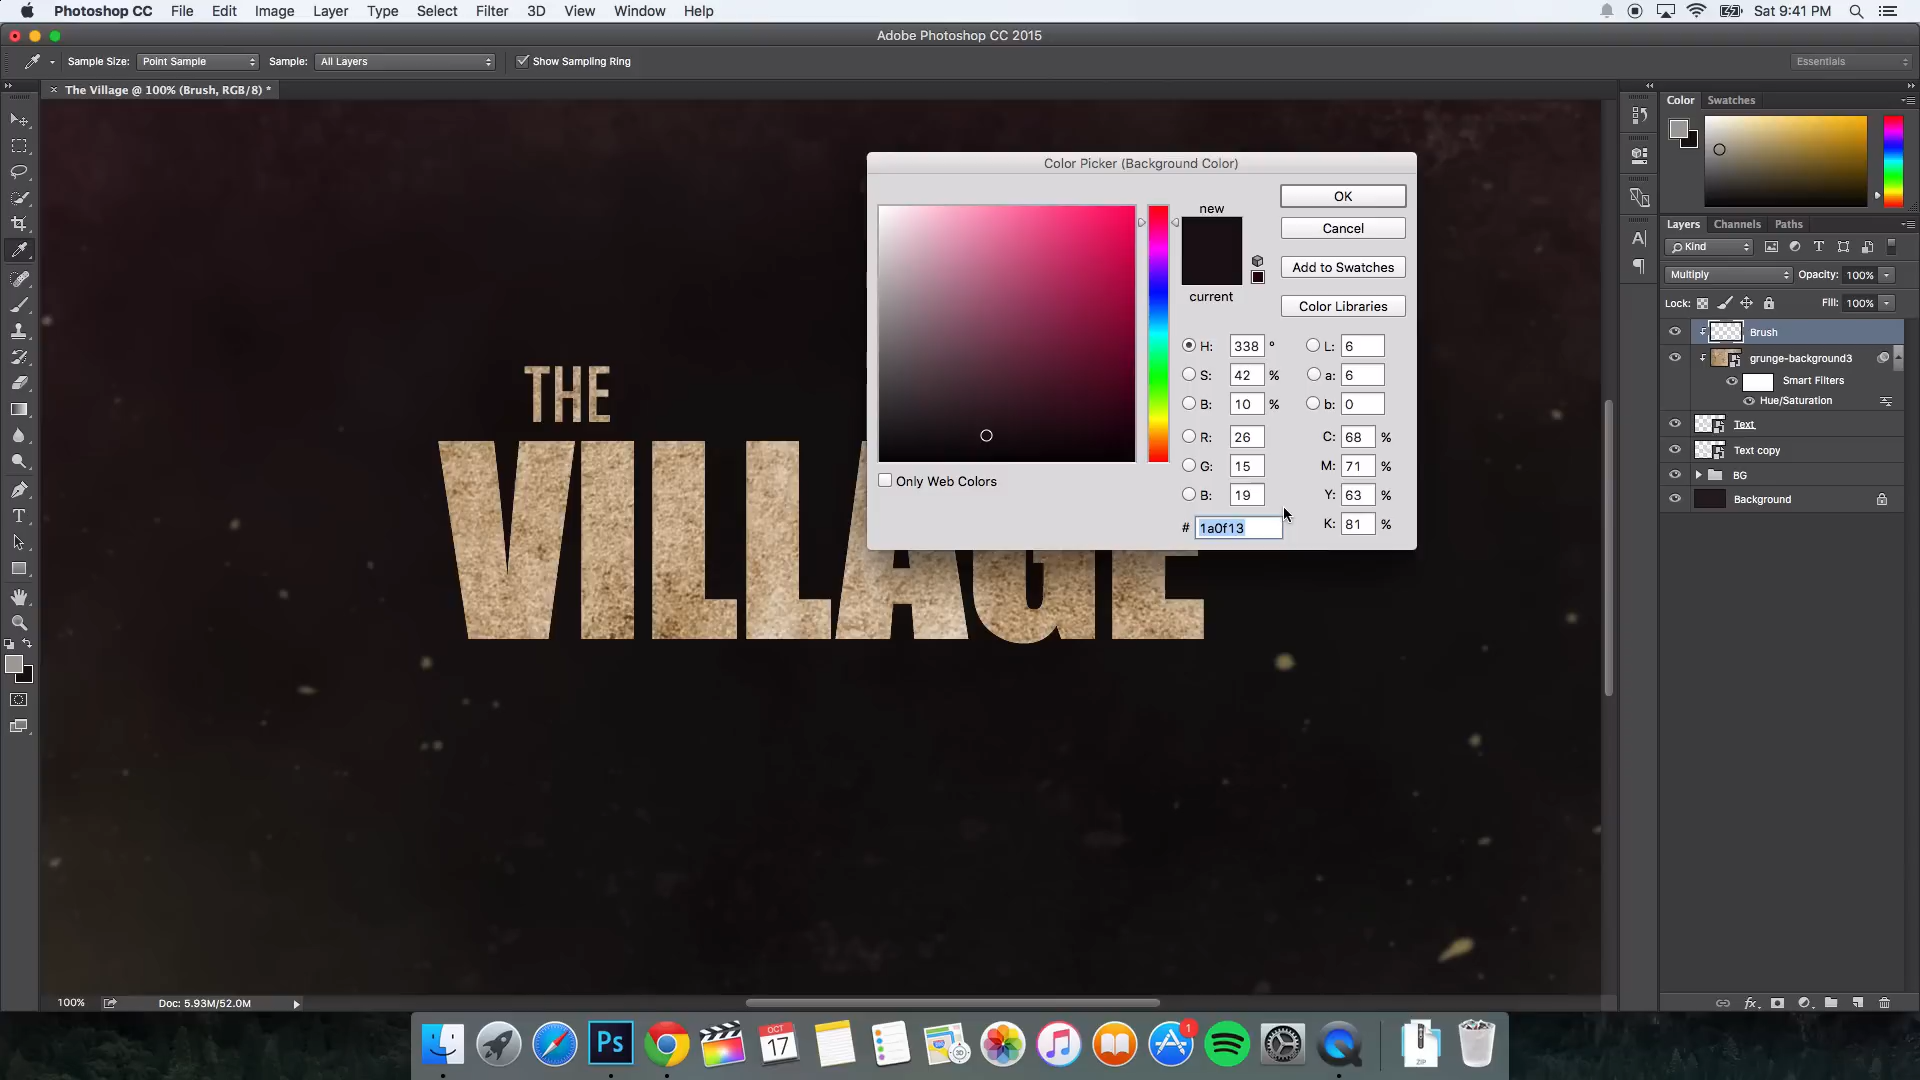 Photoshop CC File Edit Image Layer Type Select Filter 3D View Window Help Sat 9:41 PM
Adobe Photoshop CC 2015
Sample Size: Point Sample Sample: All Layers Show Sampling Ring Essentials
× The Village @ 100% (Brush, RGB/8) *
Color Swatches
Color Picker (Background Color)
new
current
OK
Cancel
Add to Swatches
Color Libraries
H: 338 °
S: 42 %
B: 10 %
R: 26
G: 15
B: 19
# 1a0f13
L: 6
a: 6
b: 0
C: 68 %
M: 71 %
Y: 63 %
K: 81 %
Only Web Colors
THE
VILLAGE
Layers Channels Paths
Kind
Multiply Opacity: 100%
Lock: Fill: 100%
Brush
grunge-background3
Smart Filters
Hue/Saturation
Text
Text copy
BG
Background
100% Doc: 5.93M/52.0M
fx
Ps
OCT
17
3D
1
ZIP